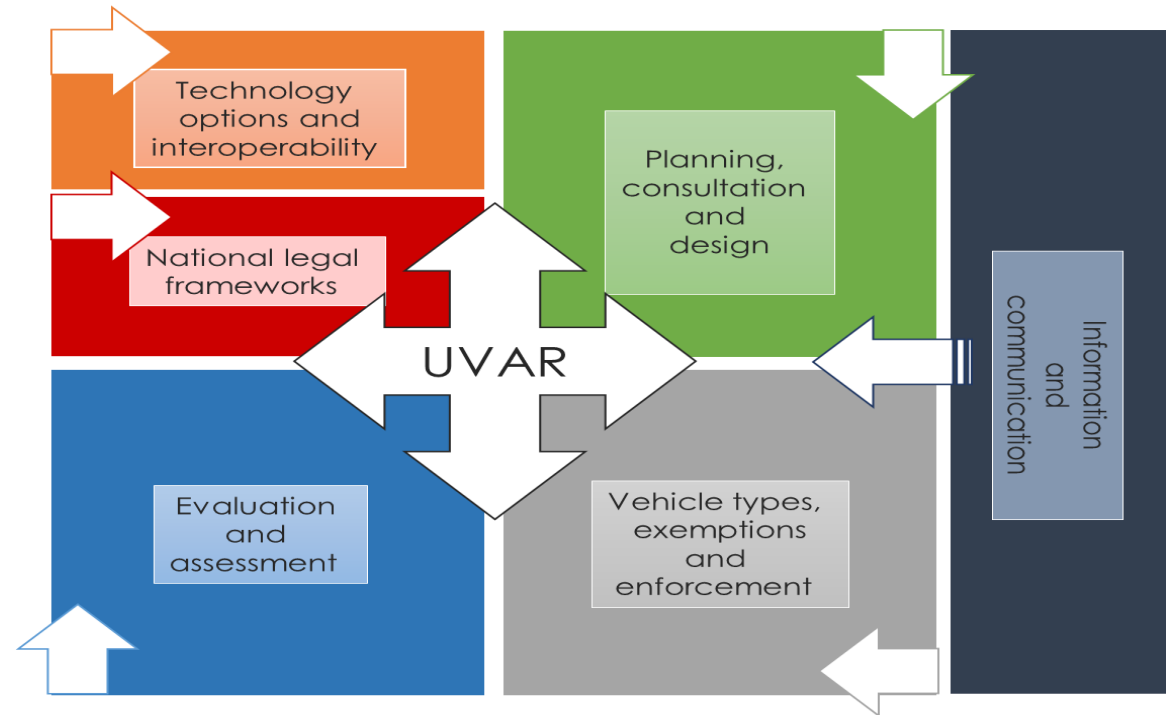 Technology
options and
interoperability
National legal
frameworks
Planning,
consultation
and
design
UVAR
Information
and
communication
Evaluation
and
assessment
Vehicle types,
exemptions
and
enforcement